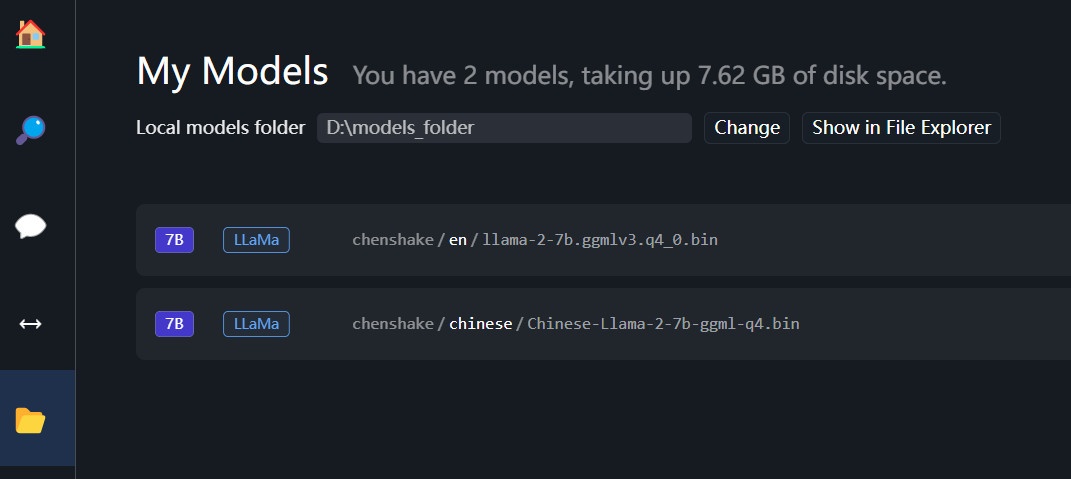 My Models You have 2 models, taking up 7.62 GB of disk space.
Local models folder D:\models_folder Change Show in File Explorer
7B LLaMa chenshake/en/llama-2-7b.ggmlv3.q4_0.bin
7B LLaMa chenshake/chinese/Chinese-Llama-2-7b-ggml-q4.bin